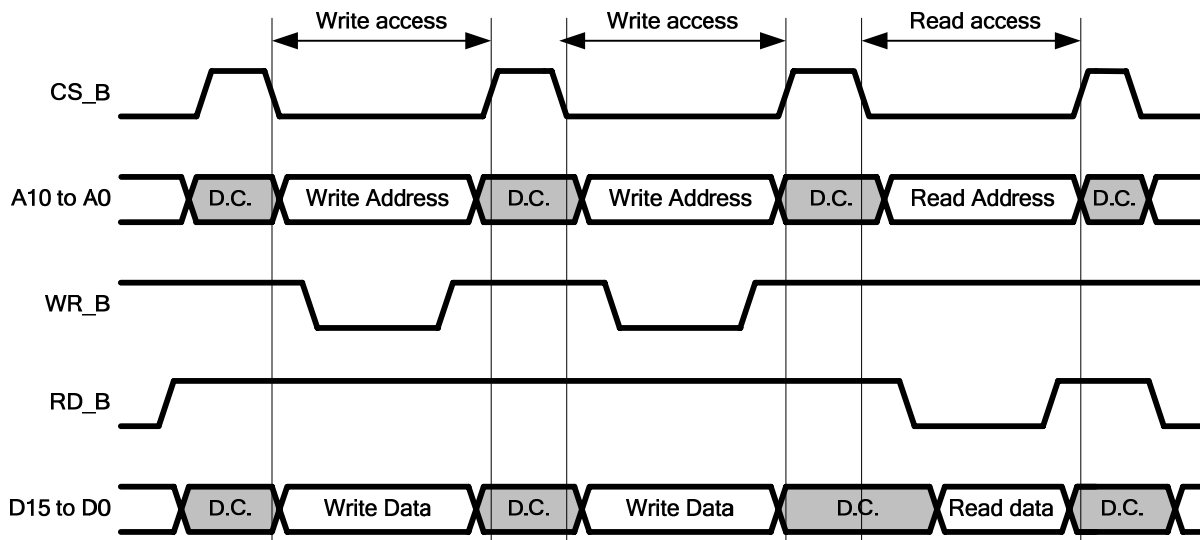 Write access Write access Read access
CS_B
A10 to A0 D.C. Write Address D.C. Write Address D.C. Read Address D.C.
WR_B
RD_B
D15 to D0 D.C. Write Data D.C. Write Data D.C. Read data D.C.